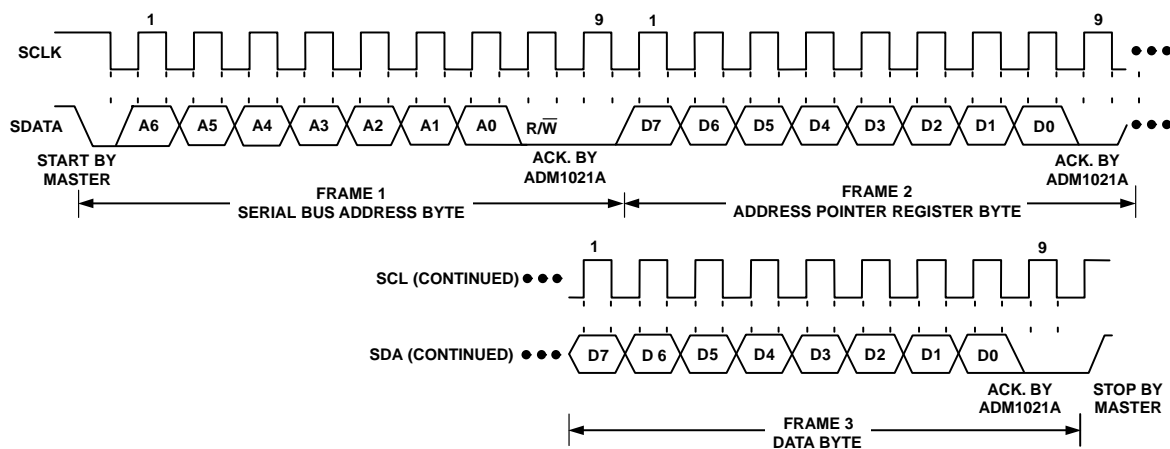 1 9 1 9
SCLK
SDATA A6 A5 A4 A3 A2 A1 A0 R/W̅ D7 D6 D5 D4 D3 D2 D1 D0
START BY
MASTER
ACK. BY
ADM1021A
ACK. BY
ADM1021A
FRAME 1
SERIAL BUS ADDRESS BYTE
FRAME 2
ADDRESS POINTER REGISTER BYTE
1 9
SCL (CONTINUED)
SDA (CONTINUED) D7 D 6 D5 D4 D3 D2 D1 D0
ACK. BY
ADM1021A
STOP BY
MASTER
FRAME 3
DATA BYTE